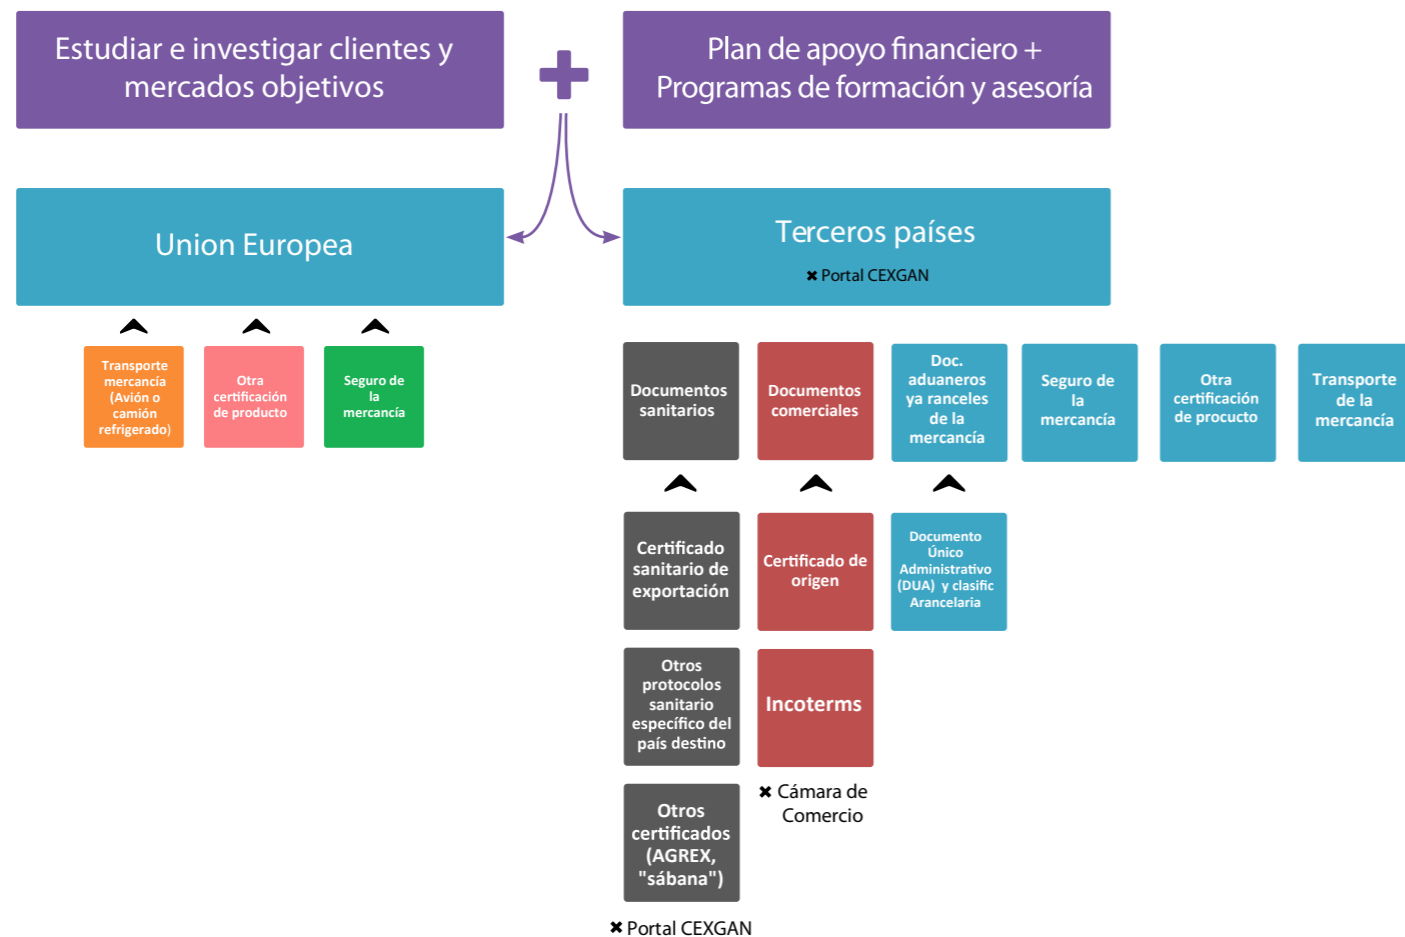 Estudiar e investigar clientes y
mercados objetivos
Plan de apoyo financiero +
Programas de formación y asesoría
Union Europea
Terceros países
✖ Portal CEXGAN
Transporte
mercancía
(Avión o
camión
refrigerado)
Otra
certificación
de producto
Seguro de
la
mercancía
Documentos
sanitarios
Documentos
comerciales
Doc.
aduaneros
ya ranceles
de la
mercancía
Seguro de
la
mercancía
Otra
certificación
de procucto
Transporte
de la
mercancía
Certificado
sanitario de
exportación
Certificado de
origen
Documento
Único
Administrativo
(DUA) y clasific
Arancelaria
Otros
protocolos
sanitario
específico del
país destino
Incoterms
✖ Cámara de
Comercio
Otros
certificados
(AGREX,
"sábana")
✖ Portal CEXGAN